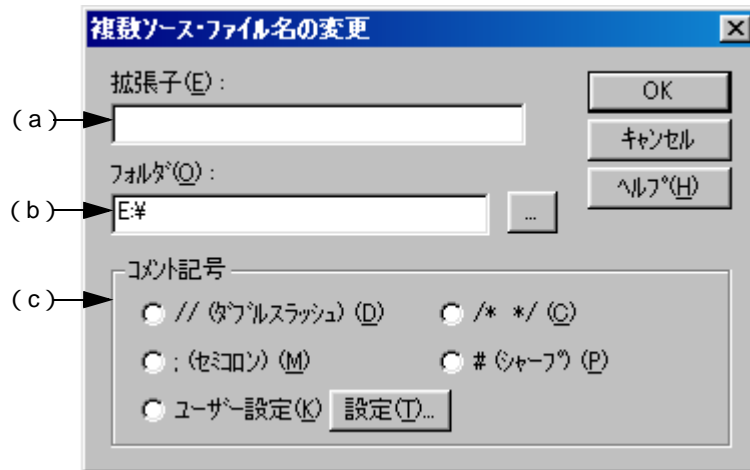 複数ｿｰｽ･ﾌｧｲﾙ名の変更
拡張子(E) :
OK
(a)
ｷｬﾝｾﾙ
ﾌｫﾙﾀﾞ(O) :
ﾍﾙﾌﾟ(H)
(b) E:¥ ...
ｺﾒﾝﾄ記号
(c)
// (ﾀﾞﾌﾞﾙｽﾗｯｼｭ) (D) /* */ (C)
; (ｾﾐｺﾛﾝ) (M) # (ｼｬｰﾌﾟ) (P)
ﾕｰｻﾞｰ設定(K) 設定(T)...